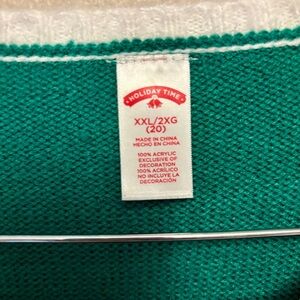 HOLIDAY TIME
XXL/2XG
(20)
MADE IN CHINA
HECHO EN CHINA
100% ACRYLIC
EXCLUSIVE OF
DECORATION
100% ACRÍLICO
NO INCLUYE LA
DECORACIÓN